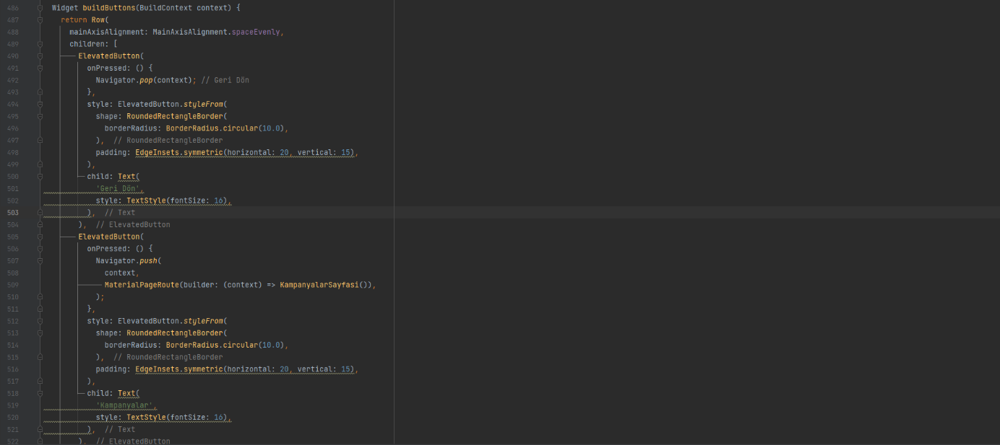 486 Widget buildButtons(BuildContext context) {
487 return Row(
488 mainAxisAlignment: MainAxisAlignment.spaceEvenly,
489 children: [
490 ElevatedButton(
491 onPressed: () {
492 Navigator.pop(context); // Geri Dön
493 },
494 style: ElevatedButton.styleFrom(
495 shape: RoundedRectangleBorder(
496 borderRadius: BorderRadius.circular(10.0),
497 ), // RoundedRectangleBorder
498 padding: EdgeInsets.symmetric(horizontal: 20, vertical: 15),
499 ),
500 child: Text(
501 'Geri Dön',
502 style: TextStyle(fontSize: 16),
503 ), // Text
504 ), // ElevatedButton
505 ElevatedButton(
506 onPressed: () {
507 Navigator.push(
508 context,
509 MaterialPageRoute(builder: (context) => KampanyalarSayfasi()),
510 );
511 },
512 style: ElevatedButton.styleFrom(
513 shape: RoundedRectangleBorder(
514 borderRadius: BorderRadius.circular(10.0),
515 ), // RoundedRectangleBorder
516 padding: EdgeInsets.symmetric(horizontal: 20, vertical: 15),
517 ),
518 child: Text(
519 'Kampanyalar',
520 style: TextStyle(fontSize: 16),
521 ), // Text
522 ), // ElevatedButton